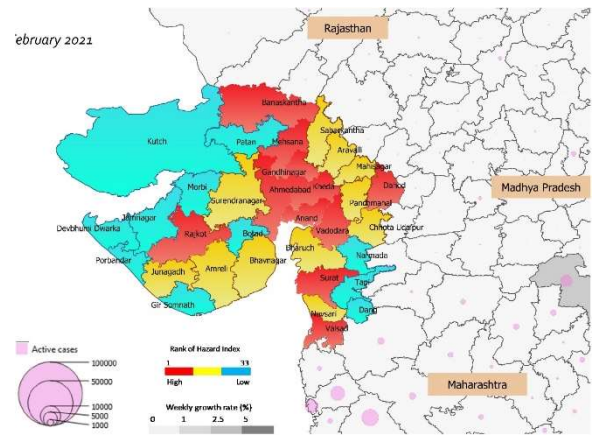 ebruary 2021
Rajasthan
Banaskantha
Sabarkantha
Kutch
Patan
Mehsana
Aravalli
Mahisagar
Gandhinagar
Morbi
Ahmedabad
Kheda
Dahod
Surendranagar
Panchmahal
Madhya Pradesh
Jamnagar
Anand
Devbhumi Dwarka
Rajkot
Botad
Vadodara
Chhota Udaipur
Bharuch
Narmada
Porbandar
Junagadh
Amreli
Bhavnagar
Surat
Tapi
Gir Somnath
Navsari
Dang
Valsad
Active cases
100000
50000
10000
5000
1000
Rank of Hazard Index
1 33
High Low
Weekly growth rate (%)
0 1 2.5 5
Maharashtra